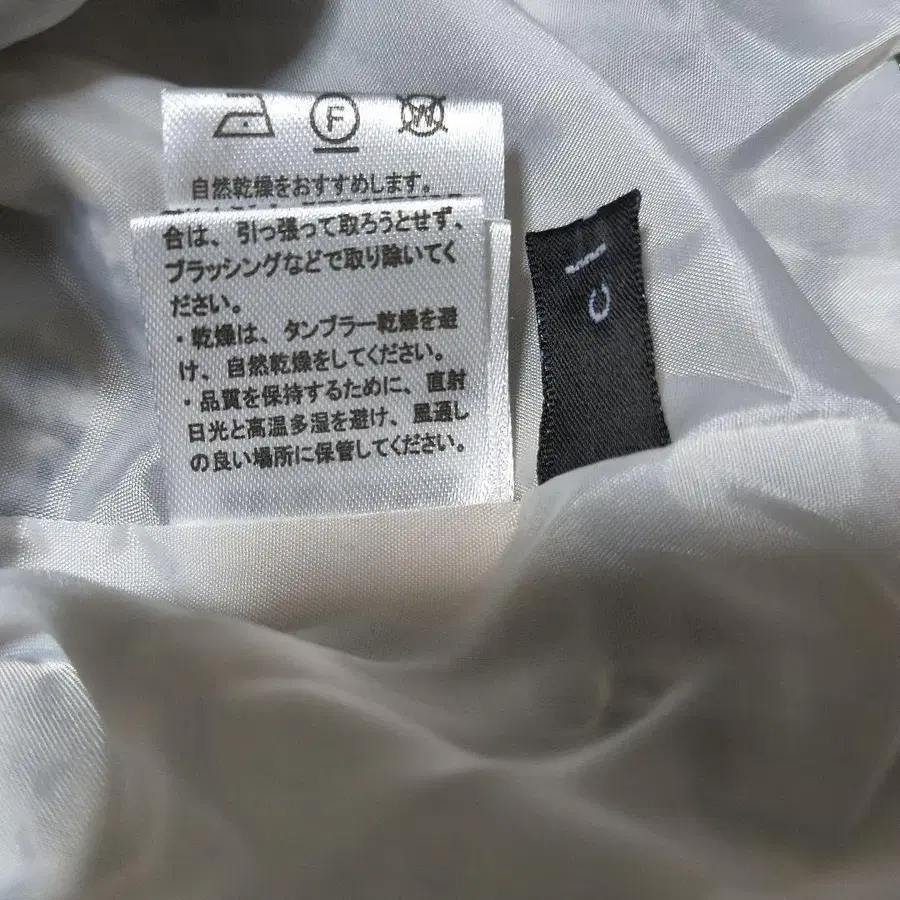 F
W
自然乾燥をおすすめします。
合は、引っ張って取ろうとせず、
ブラッシングなどで取り除いてく
ださい。
・乾燥は、タンブラー乾燥を避
け、自然乾燥をしてください。
・品質を保持するために、直射
日光と高温多湿を避け、風通し
の良い場所に保管してください。